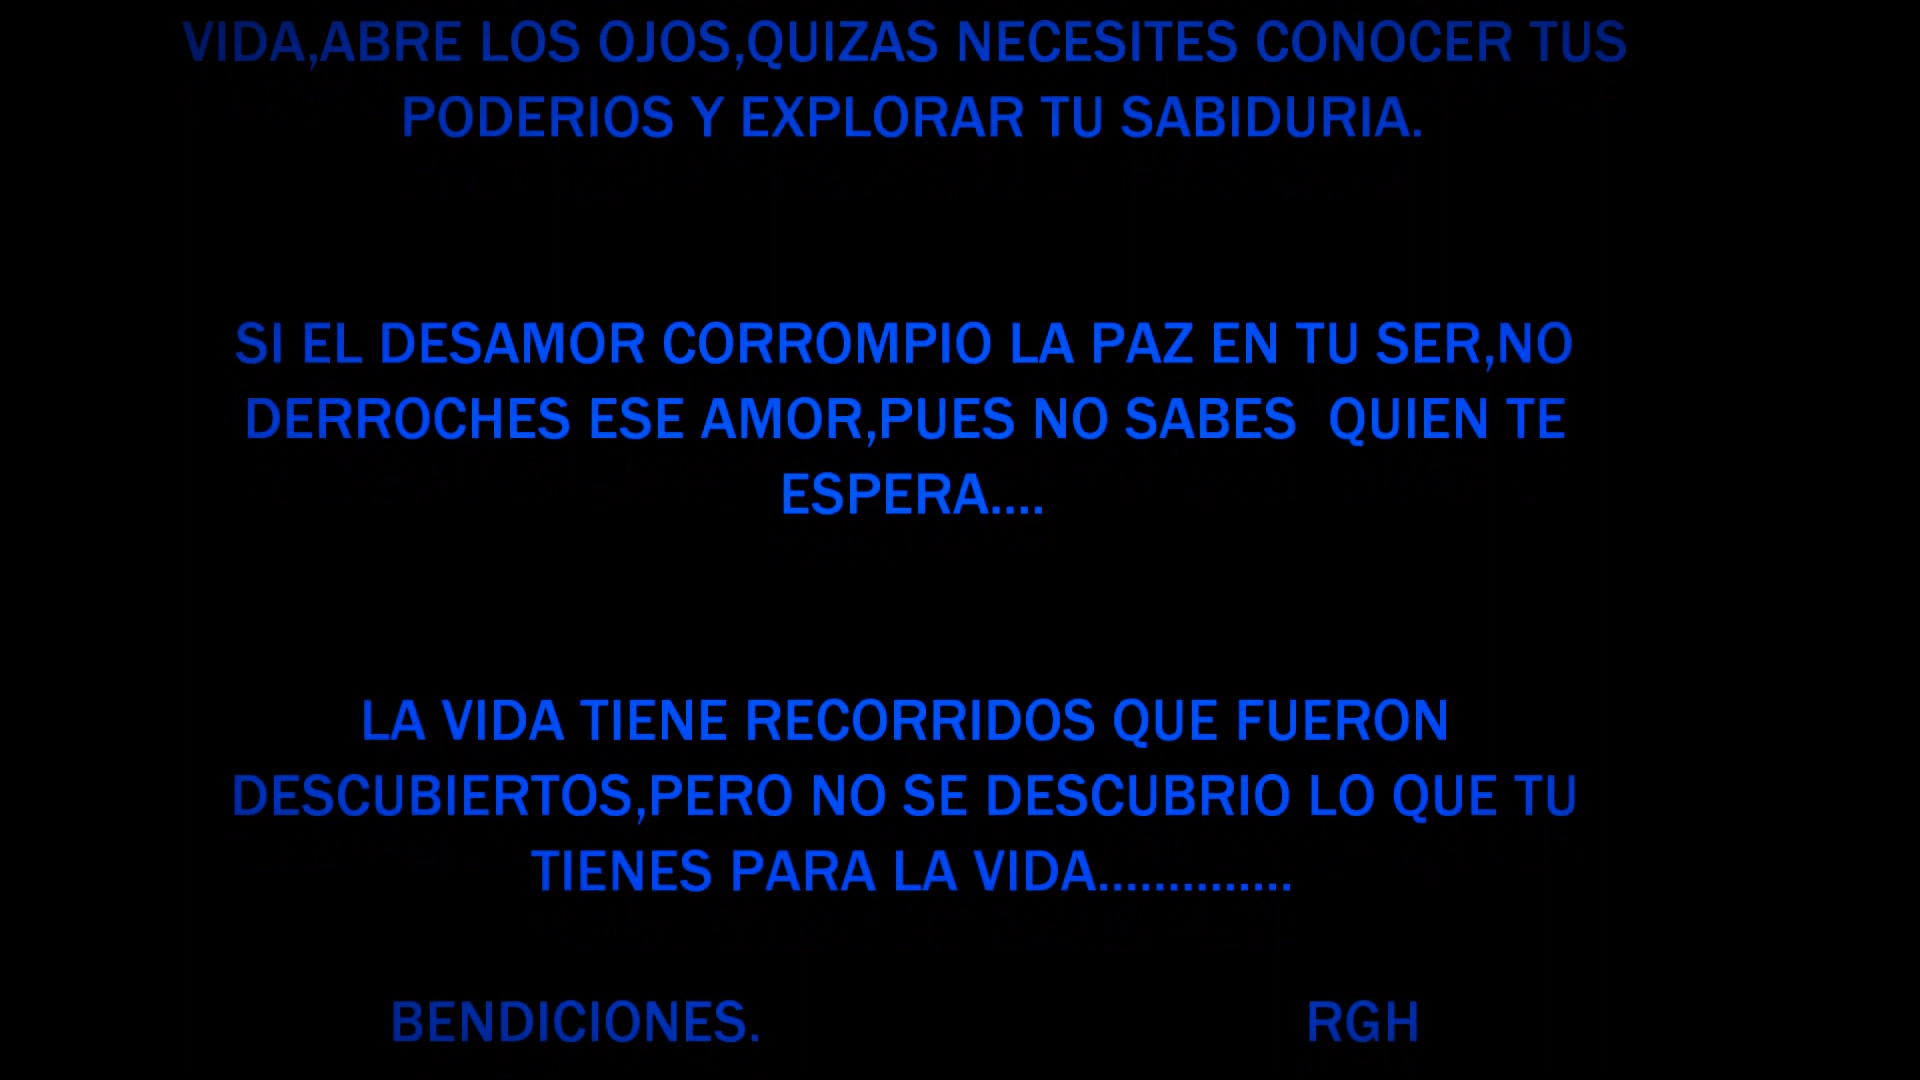 VIDA,ABRE LOS OJOS,QUIZAS NECESITES CONOCER TUS
PODERIOS Y EXPLORAR TU SABIDURIA.
SI EL DESAMOR CORROMPIO LA PAZ EN TU SER,NO
DERROCHES ESE AMOR,PUES NO SABES  QUIEN TE
ESPERA....
LA VIDA TIENE RECORRIDOS QUE FUERON
DESCUBIERTOS,PERO NO SE DESCUBRIO LO QUE TU
TIENES PARA LA VIDA..............
BENDICIONES. RGH